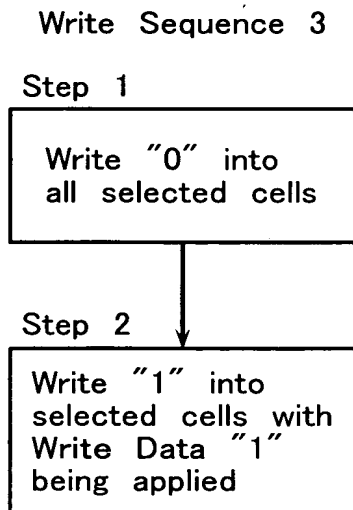 Write Sequence 3
Step 1
Write "0" into
all selected cells
Step 2
Write "1" into
selected cells with
Write Data "1"
being applied